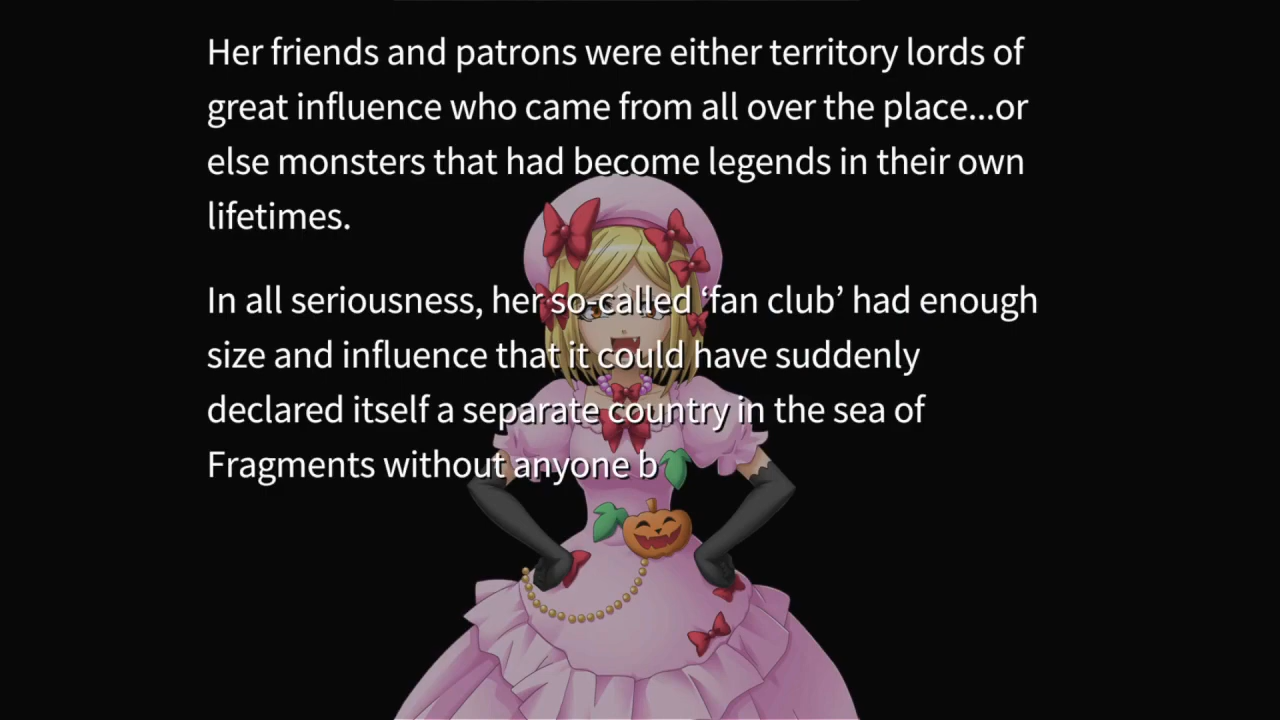 Her friends and patrons were either territory lords of
great influence who came from all over the place...or
else monsters that had become legends in their own
lifetimes.
In all seriousness, her so-called ‘fan club’ had enough
size and influence that it could have suddenly
declared itself a separate country in the sea of
Fragments without anyone b